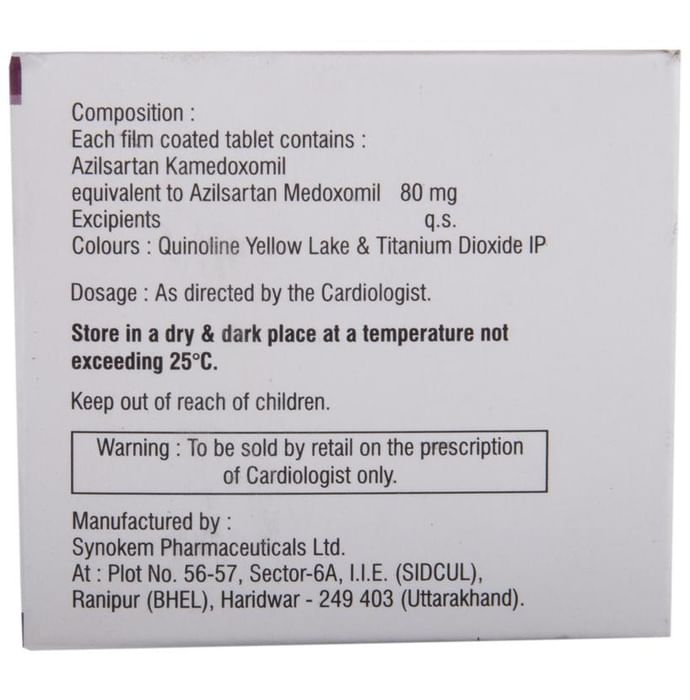 Composition :
Each film coated tablet contains :
Azilsartan Kamedoxomil
equivalent to Azilsartan Medoxomil 80 mg
Excipients q.s.
Colours : Quinoline Yellow Lake & Titanium Dioxide IP
Dosage : As directed by the Cardiologist.
Store in a dry & dark place at a temperature not
exceeding 25°C.
Keep out of reach of children.
Warning : To be sold by retail on the prescription
of Cardiologist only.
Manufactured by :
Synokem Pharmaceuticals Ltd.
At : Plot No. 56-57, Sector-6A, I.I.E. (SIDCUL),
Ranipur (BHEL), Haridwar - 249 403 (Uttarakhand).